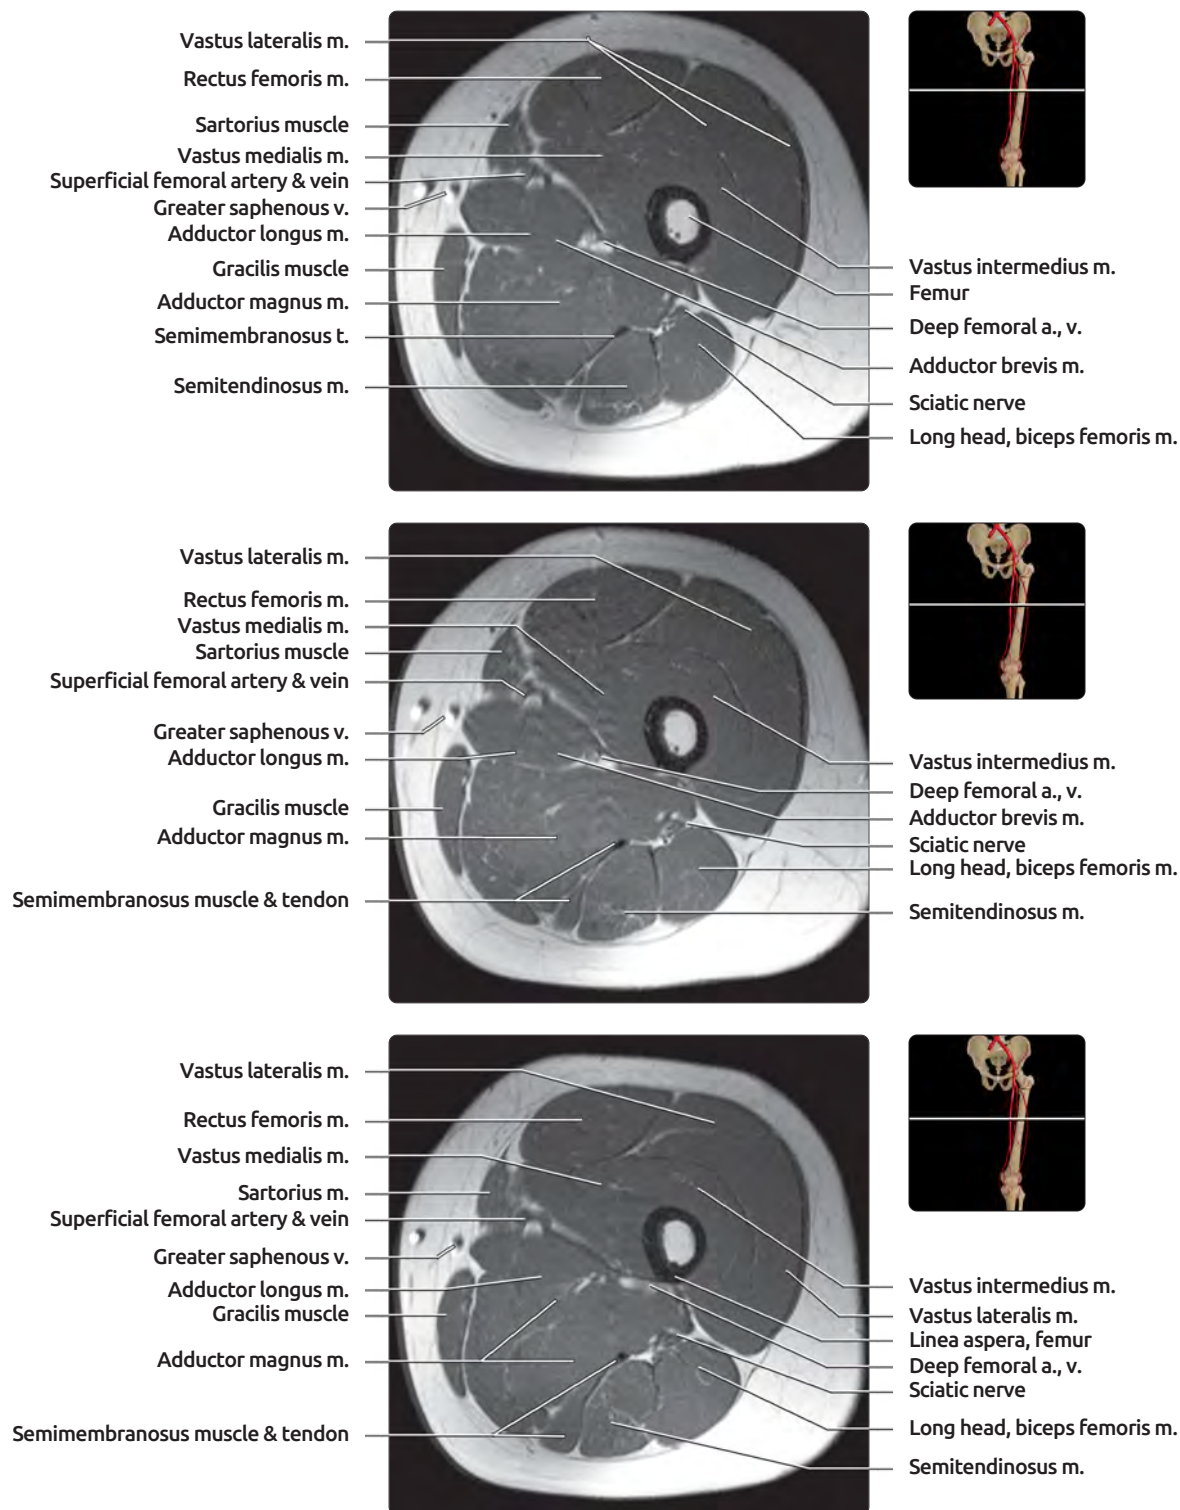 Vastus lateralis m.
Rectus femoris m.
Sartorius muscle
Vastus medialis m.
Superficial femoral artery & vein
Greater saphenous v.
Adductor longus m.
Gracilis muscle
Adductor magnus m.
Semimembranosus t.
Semitendinosus m.
Vastus intermedius m.
Femur
Deep femoral a., v.
Adductor brevis m.
Sciatic nerve
Long head, biceps femoris m.
Vastus lateralis m.
Rectus femoris m.
Vastus medialis m.
Sartorius muscle
Superficial femoral artery & vein
Greater saphenous v.
Adductor longus m.
Gracilis muscle
Adductor magnus m.
Semimembranosus muscle & tendon
Vastus intermedius m.
Deep femoral a., v.
Adductor brevis m.
Sciatic nerve
Long head, biceps femoris m.
Semitendinosus m.
Vastus lateralis m.
Rectus femoris m.
Vastus medialis m.
Sartorius m.
Superficial femoral artery & vein
Greater saphenous v.
Adductor longus m.
Gracilis muscle
Adductor magnus m.
Semimembranosus muscle & tendon
Vastus intermedius m.
Vastus lateralis m.
Linea aspera, femur
Deep femoral a., v.
Sciatic nerve
Long head, biceps femoris m.
Semitendinosus m.